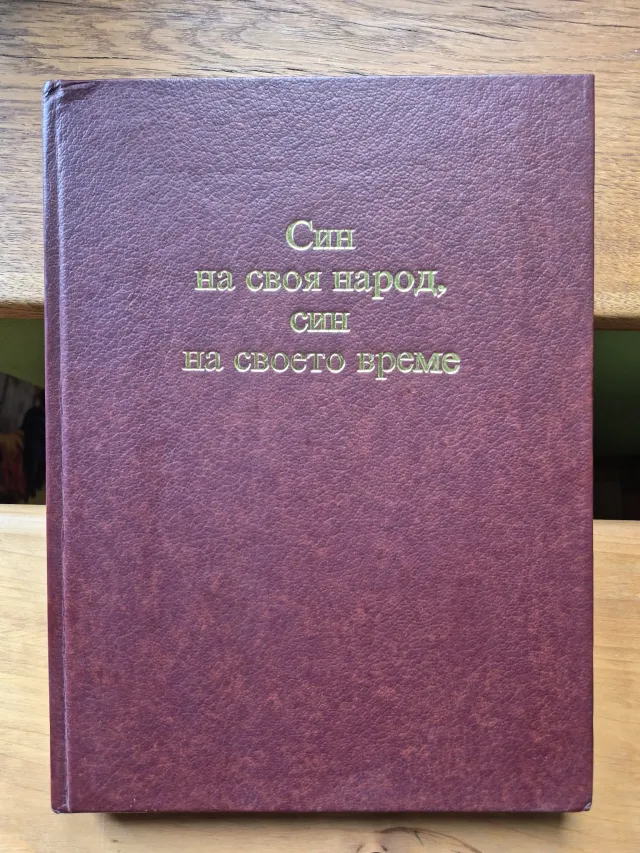 Син
на своя народ,
син
на своето време